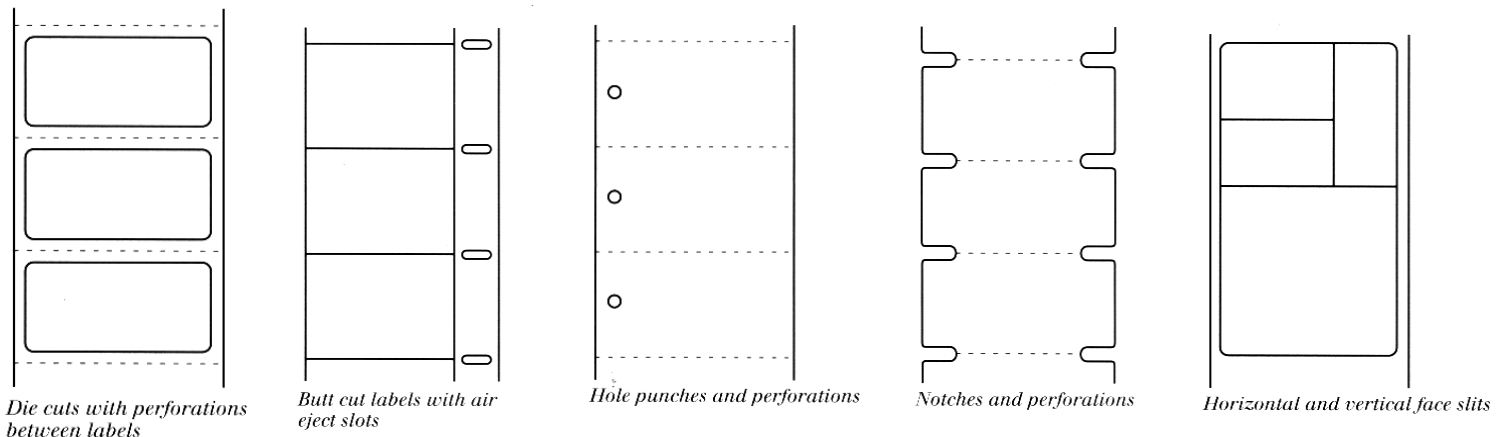 Die cuts with perforations
between labels
Butt cut labels with air
eject slots
Hole punches and perforations
Notches and perforations
Horizontal and vertical face slits